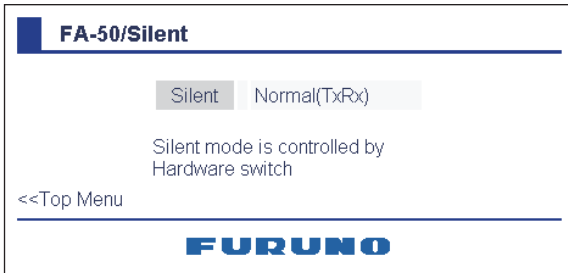 FA-50/Silent
Silent Normal(TxRx)
Silent mode is controlled by
Hardware switch
<<Top Menu
FURUNO